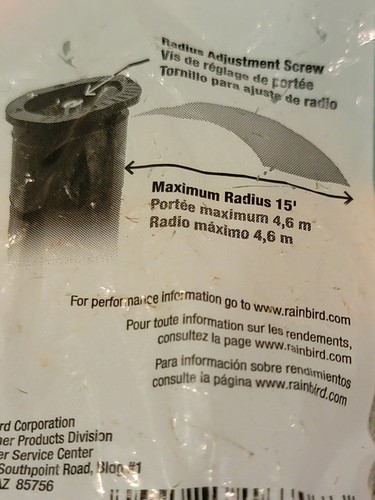 Radius Adjustment Screw
Vis de réglage de portée
Tornillo para ajuste de radio
Maximum Radius 15'
Portée maximum 4,6 m
Radio máximo 4,6 m
For performance information go to www.rainbird.com
Pour toute information sur les rendements,
consultez la page www.rainbird.com
Para información sobre rendimientos
consulte la página www.rainbird.com
rd Corporation
er Products Division
er Service Center
Southpoint Road, Bldg #1
AZ 85756